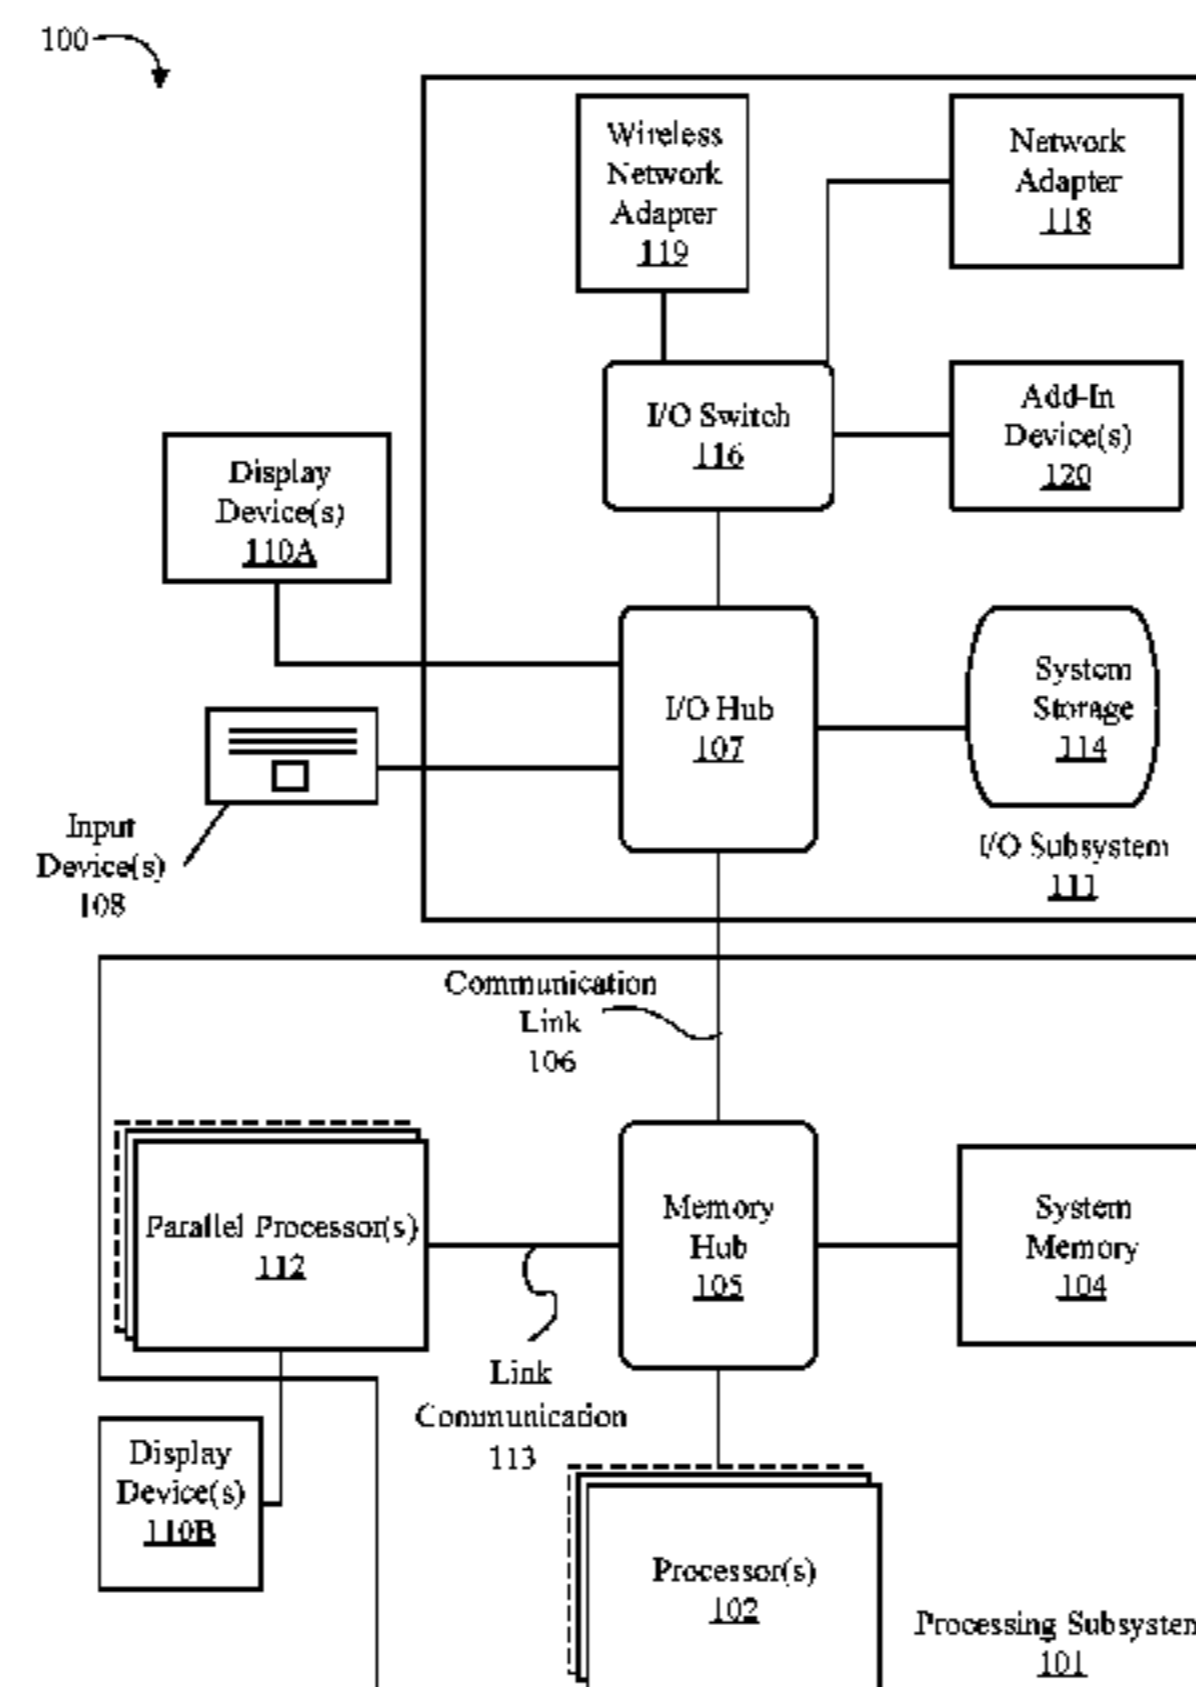 100
Wireless
Network
Adapter
119
Network
Adapter
118
I/O Switch
116
Add-In
Device(s)
120
Display
Device(s)
110A
I/O Hub
107
System
Storage
114
Input
Device(s)
108
I/O Subsystem
111
Communication
Link
106
Parallel Processor(s)
112
Memory
Hub
105
System
Memory
104
Link
Communication
113
Display
Device(s)
110B
Processor(s)
102
Processing Subsystem
101